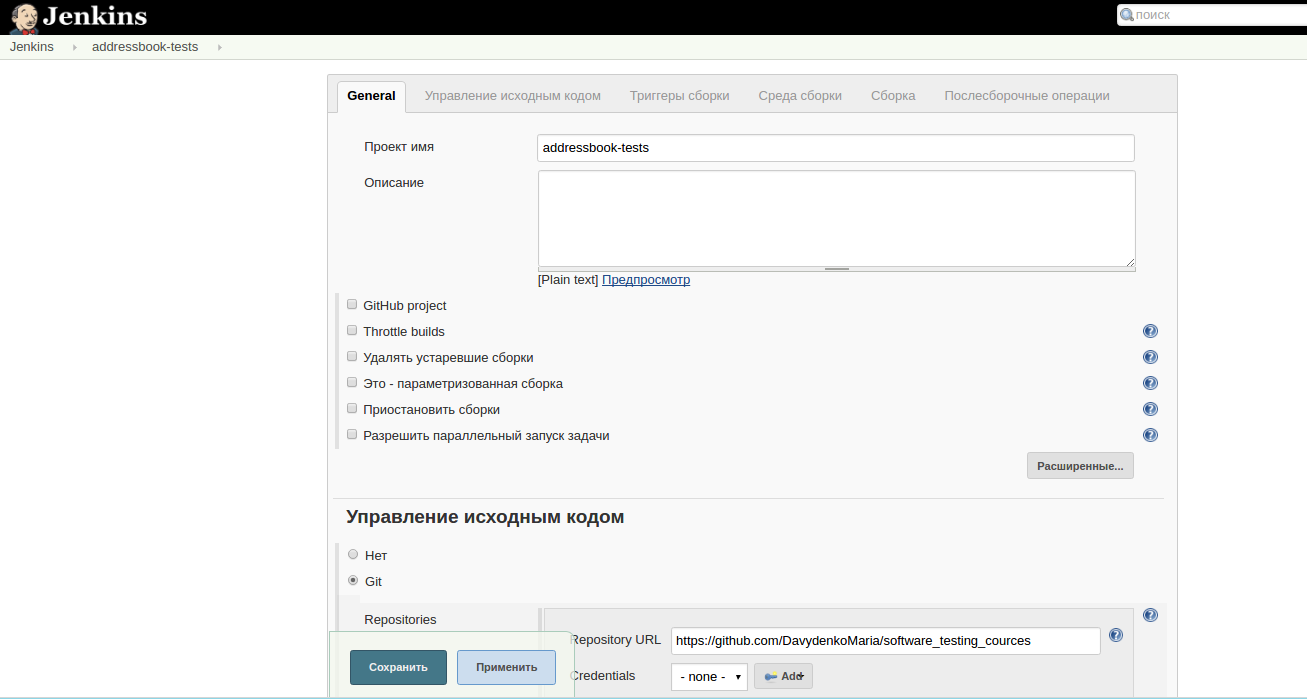 Jenkins
поиск
Jenkins addressbook-tests
General Управление исходным кодом Триггеры сборки Среда сборки Сборка Послесборочные операции
Проект имя addressbook-tests
Описание
[Plain text] Предпросмотр
GitHub project
Throttle builds
Удалять устаревшие сборки
Это - параметризованная сборка
Приостановить сборки
Разрешить параллельный запуск задачи
Расширенные...
Управление исходным кодом
Нет
Git
Repositories
Repository URL https://github.com/DavydenkoMaria/software_testing_cources
Credentials - none - Add
Сохранить Применить